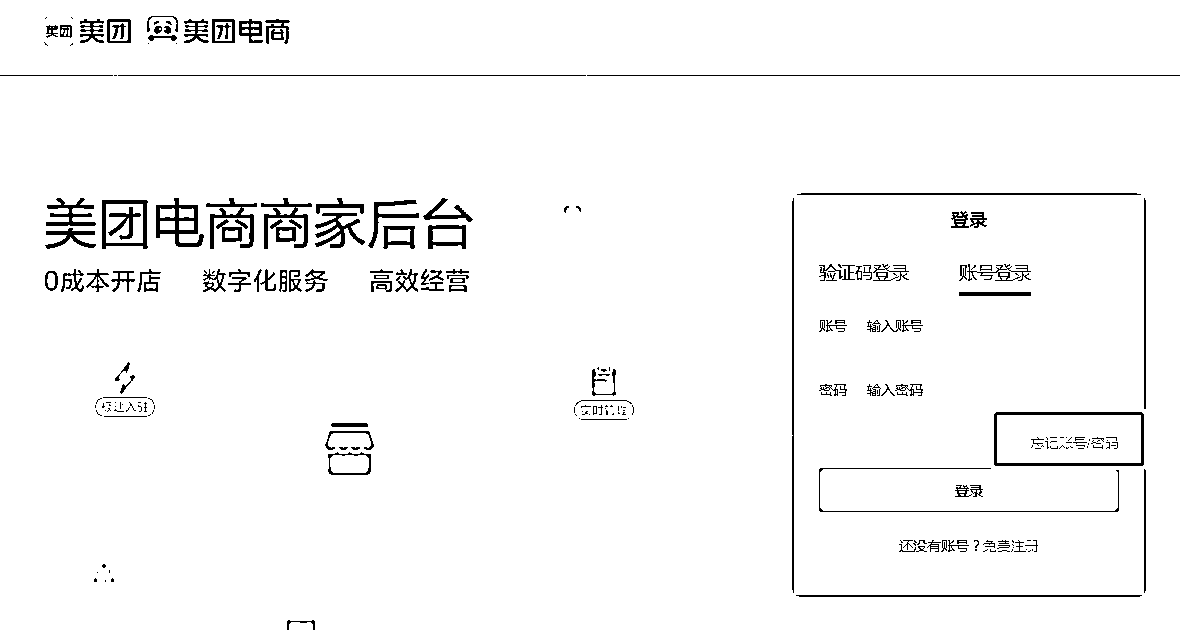 美团 美团 美团电商
美团电商商家后台
0成本开店 数字化服务 高效经营
极速入驻
实时管理
登录
验证码登录 账号登录
账号 输入账号
密码 输入密码
忘记账号/密码
登录
还没有账号？免费注册